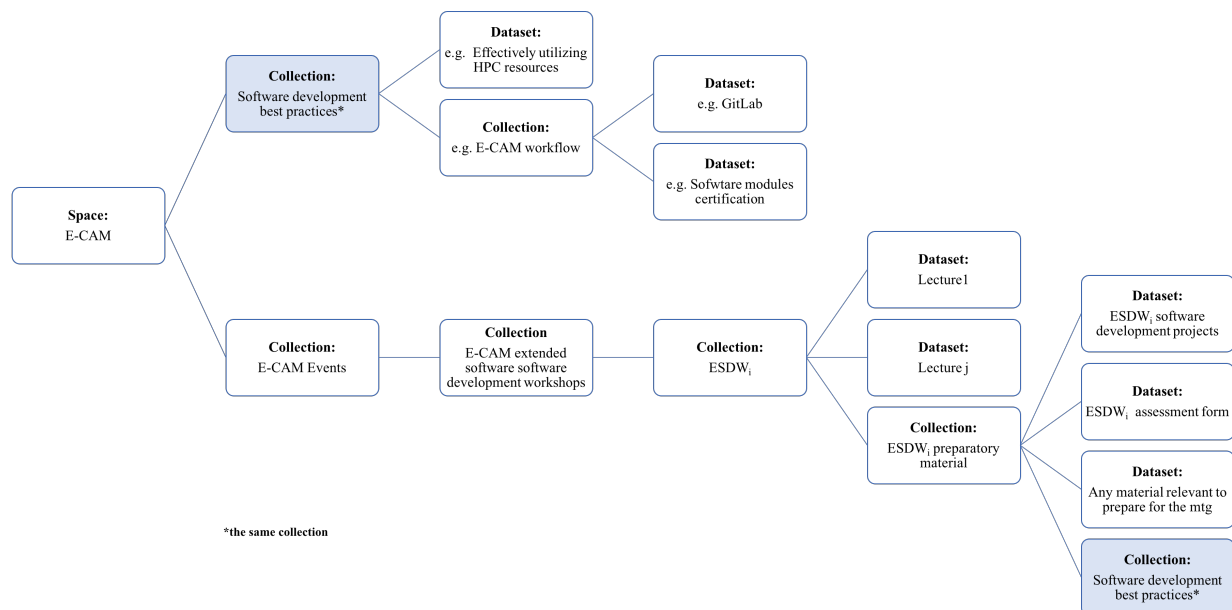 Space:
E-CAM
Collection:
Software development
best practices*
Dataset:
e.g. Effectively utilizing
HPC resources
Collection:
e.g. E-CAM workflow
Dataset:
e.g. GitLab
Dataset:
e.g. Sofwtare modules
certification
Collection:
E-CAM Events
Collection
E-CAM extended
software software
development workshops
Collection:
ESDWi
Dataset:
Lecture1
Dataset:
Lecture j
Collection:
ESDWi preparatory
material
Dataset:
ESDWi software
development projects
Dataset:
ESDWi assessment form
Dataset:
Any material relevant to
prepare for the mtg
Collection:
Software development
best practices*
*the same collection